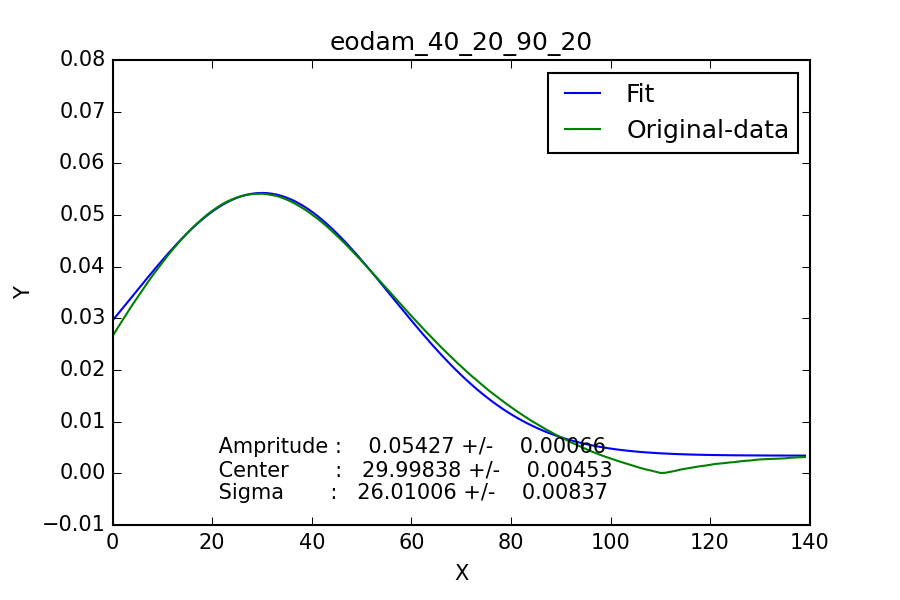 eodam_40_20_90_20
0.08
0.07
0.06
0.05
0.04
0.03
0.02
0.01
0.00
−0.01
Y
Fit
Original-data
Ampritude : 0.05427 +/- 0.00066
Center : 29.99838 +/- 0.00453
Sigma : 26.01006 +/- 0.00837
0 20 40 60 80 100 120 140
X